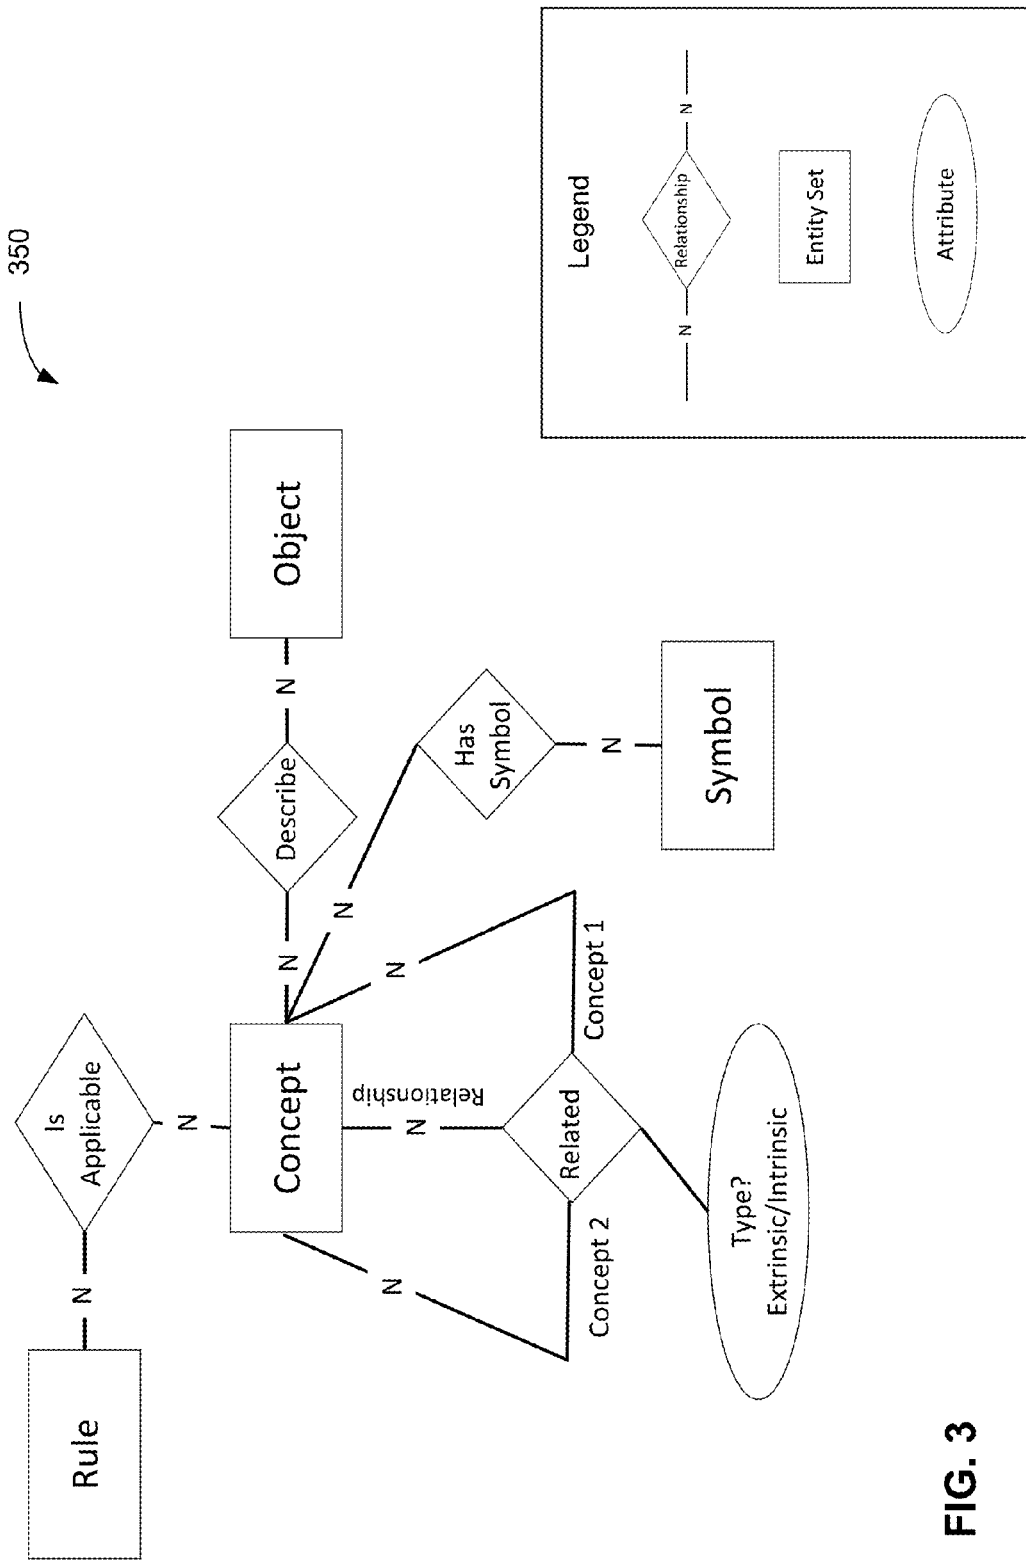 350
Rule
N
Is
Applicable
N
Concept
N
Describe
N
Object
N
Has
Symbol
N
Symbol
N
Concept 1
Relationship
N
Related
N
Concept 2
Type?
Extrinsic/Intrinsic
Legend
N
Relationship
N
Entity Set
Attribute
FIG. 3